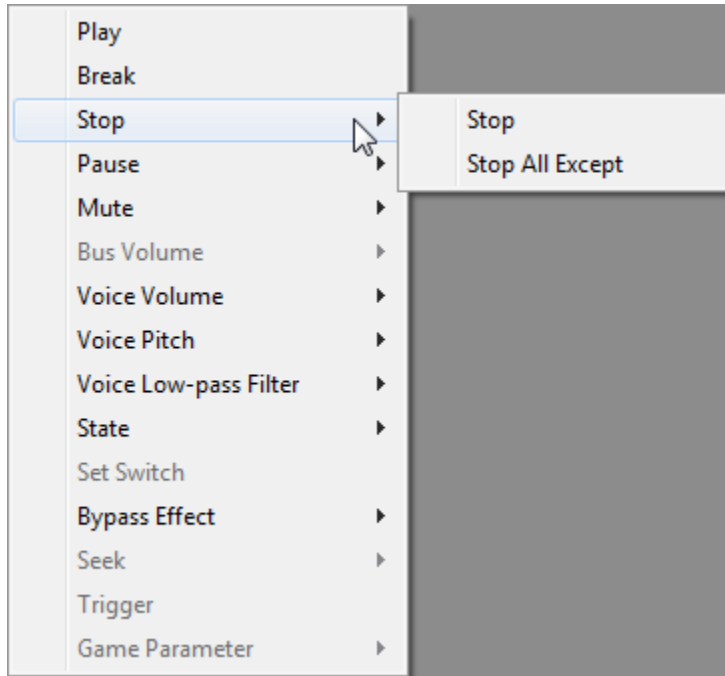 Play
Break
Stop
Stop
Stop All Except
Pause
Mute
Bus Volume
Voice Volume
Voice Pitch
Voice Low-pass Filter
State
Set Switch
Bypass Effect
Seek
Trigger
Game Parameter